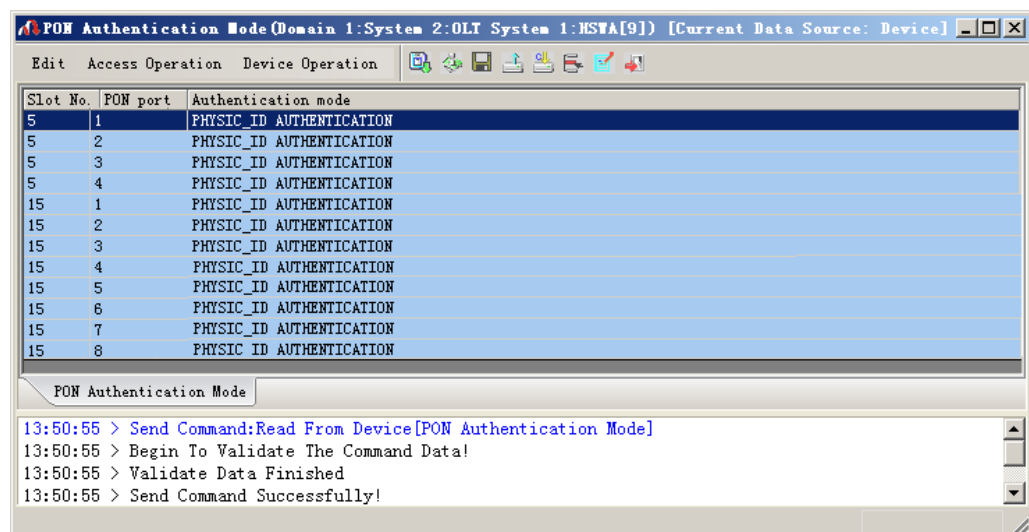 PON Authentication Mode(Domain 1:System 2:OLT System 1:HSWA[9]) [Current Data Source: Device]
Edit Access Operation Device Operation
Slot No. PON port Authentication mode
5 1 PHYSIC_ID AUTHENTICATION
5 2 PHYSIC_ID AUTHENTICATION
5 3 PHYSIC_ID AUTHENTICATION
5 4 PHYSIC_ID AUTHENTICATION
15 1 PHYSIC_ID AUTHENTICATION
15 2 PHYSIC_ID AUTHENTICATION
15 3 PHYSIC_ID AUTHENTICATION
15 4 PHYSIC_ID AUTHENTICATION
15 5 PHYSIC_ID AUTHENTICATION
15 6 PHYSIC_ID AUTHENTICATION
15 7 PHYSIC_ID AUTHENTICATION
15 8 PHYSIC ID AUTHENTICATION
PON Authentication Mode
13:50:55 > Send Command:Read From Device[PON Authentication Mode]
13:50:55 > Begin To Validate The Command Data!
13:50:55 > Validate Data Finished
13:50:55 > Send Command Successfully!